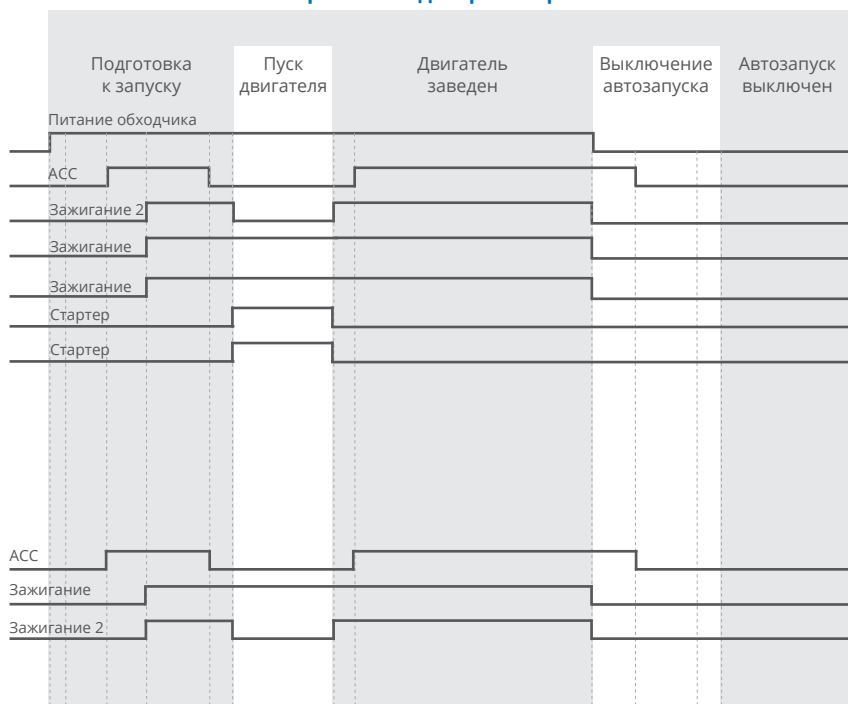 Подготовка
к запуску
Пуск
двигателя
Двигатель
заведен
Выключение
автозапуска
Автозапуск
выключен
Питание обходчика
ACC
Зажигание 2
Зажигание
Зажигание
Стартер
Стартер
ACC
Зажигание
Зажигание 2